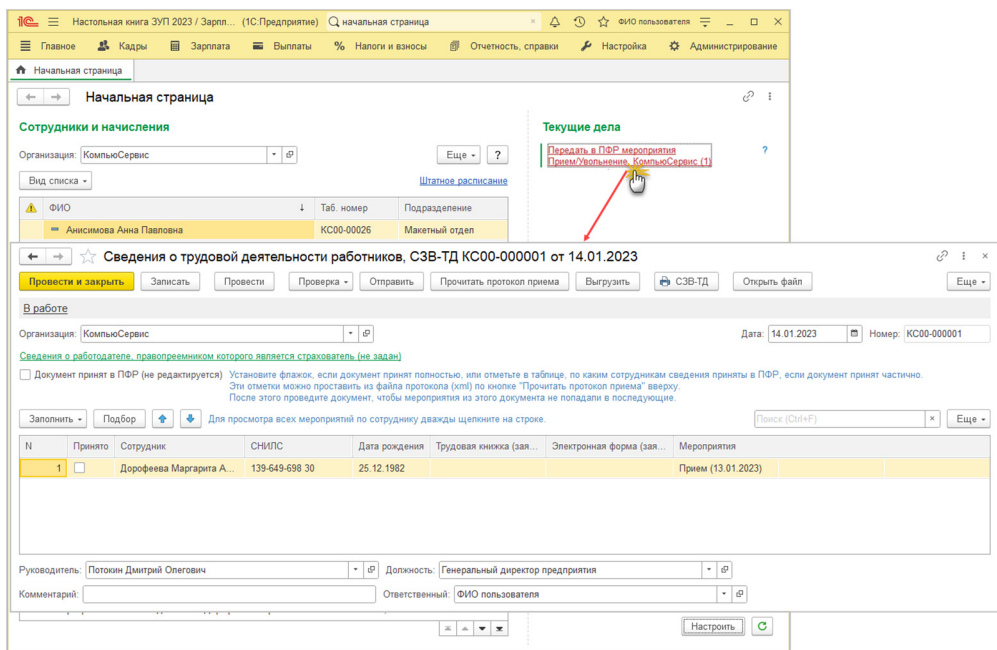 Настольная книга ЗУП 2023 / Зарпл... (1С:Предприятие) начальная страница ФИО пользователя
Главное Кадры Зарплата Выплаты % Налоги и взносы Отчетность, справки Настройка Администрирование
Начальная страница
Начальная страница
Сотрудники и начисления Текущие дела
Организация: КомпьюСервис Еще ? Передать в ПФР мероприятия ?
Прием/Увольнение, КомпьюСервис (1)
Вид списка Штатное расписание
ФИО ↓ Таб. номер Подразделение
Анисимова Анна Павловна КС00-00026 Макетный отдел
Сведения о трудовой деятельности работников, СЗВ-ТД КС00-000001 от 14.01.2023
Провести и закрыть Записать Провести Проверка Отправить Прочитать протокол приема Выгрузить СЗВ-ТД Открыть файл Еще
В работе
Организация: КомпьюСервис Дата: 14.01.2023 Номер: КС00-000001
Сведения о работодателе, правопреемником которого является страхователь (не задан)
Документ принят в ПФР (не редактируется) Установите флажок, если документ принят полностью, или отметьте в таблице, по каким сотрудникам сведения приняты в ПФР, если документ принят частично.
Эти отметки можно проставить из файла протокола (xml) по кнопке "Прочитать протокол приема" вверху.
После этого проведите документ, чтобы мероприятия из этого документа не попадали в последующие.
Заполнить Подбор Для просмотра всех мероприятий по сотруднику дважды щелкните на строке. Поиск (Ctrl+F) × Еще
N Принято Сотрудник СНИЛС Дата рождения Трудовая книжка (зая... Электронная форма (зая... Мероприятия
1 Дорофеева Маргарита А... 139-649-698 30 25.12.1982 Прием (13.01.2023)
Руководитель: Потокин Дмитрий Олегович Должность: Генеральный директор предприятия
Комментарий: Ответственный: ФИО пользователя
Настроить